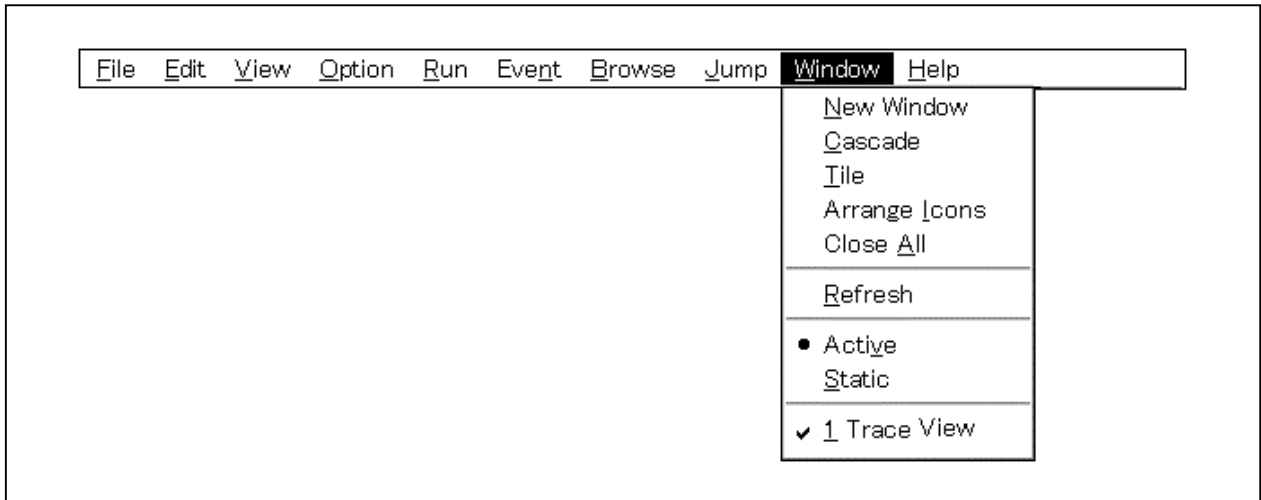 File Edit View Option Run Event Browse Jump Window Help
New Window
Cascade
Tile
Arrange Icons
Close All
Refresh
Active
Static
1 Trace View